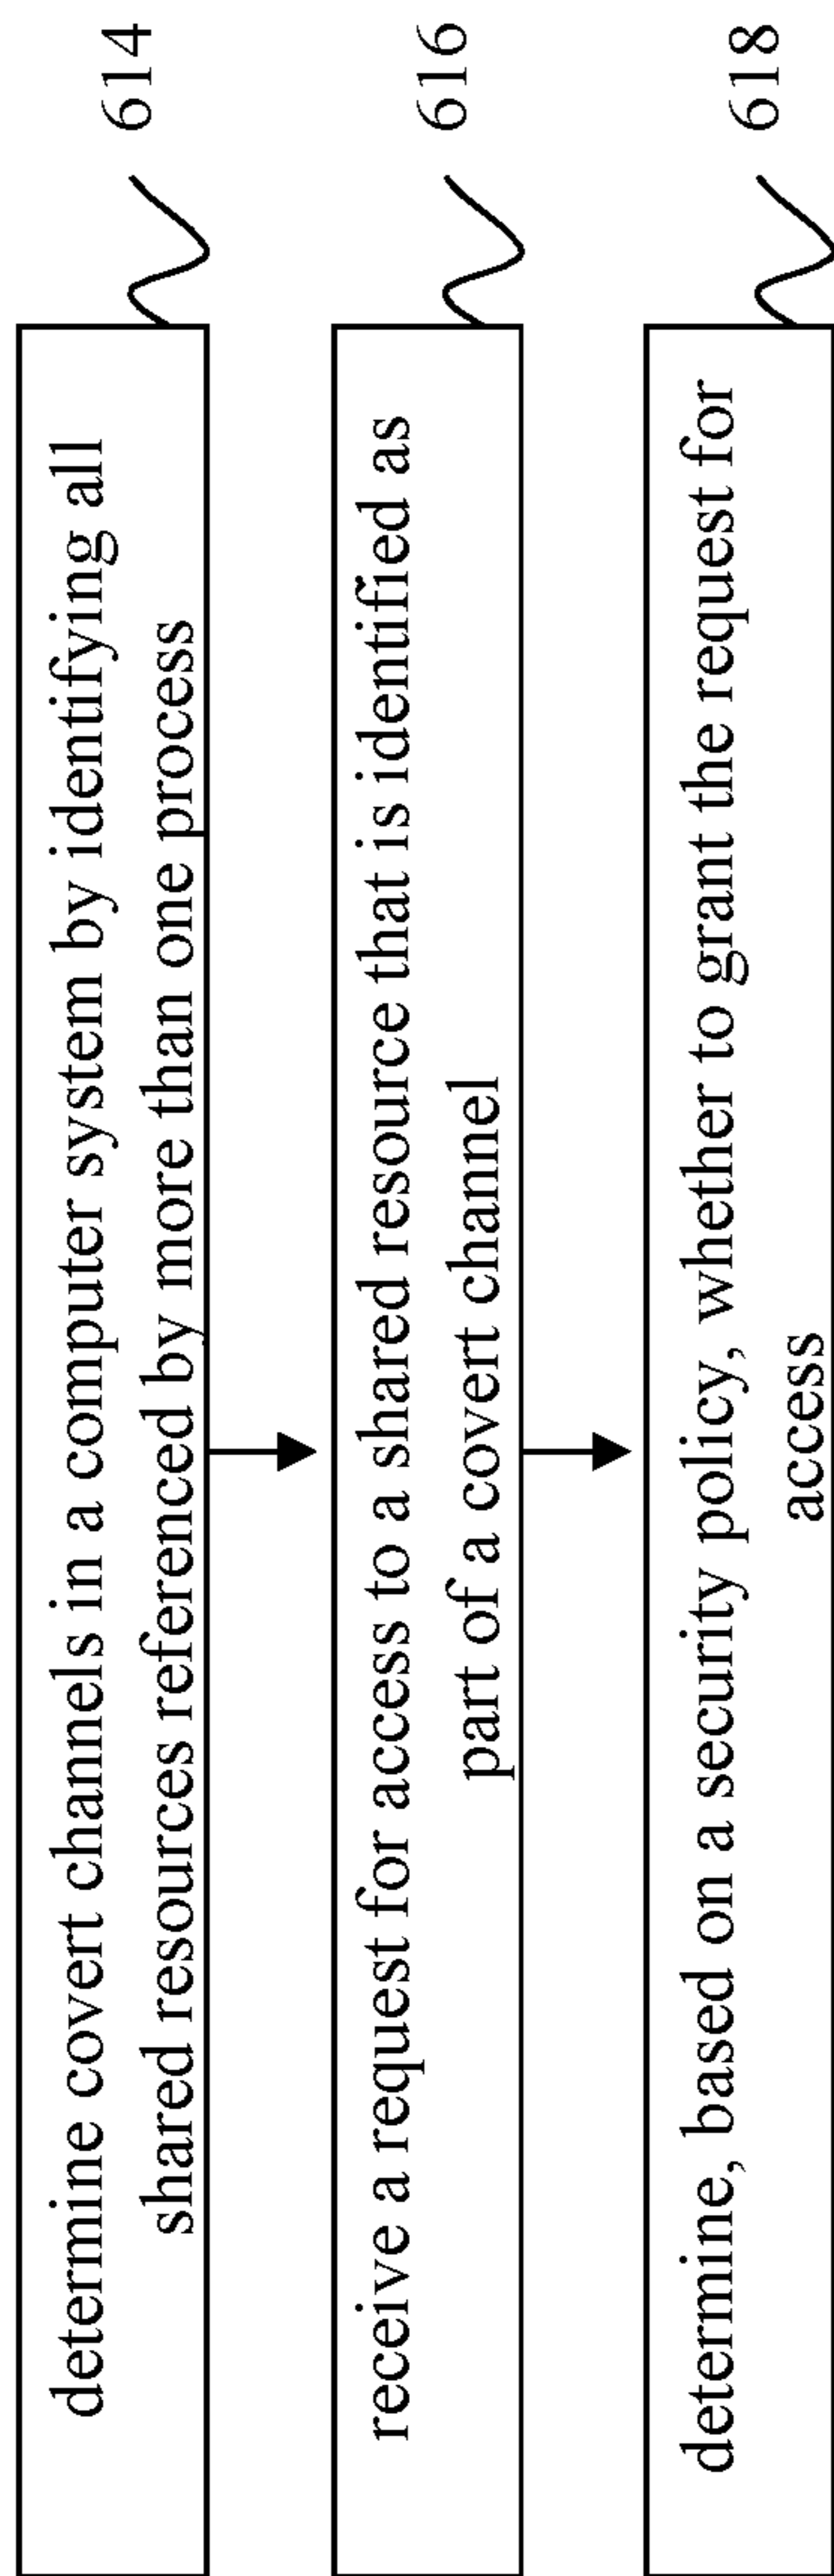 determine covert channels in a computer system by identifying all
shared resources referenced by more than one process
614
receive a request for access to a shared resource that is identified as
part of a covert channel
616
determine, based on a security policy, whether to grant the request for
access
618